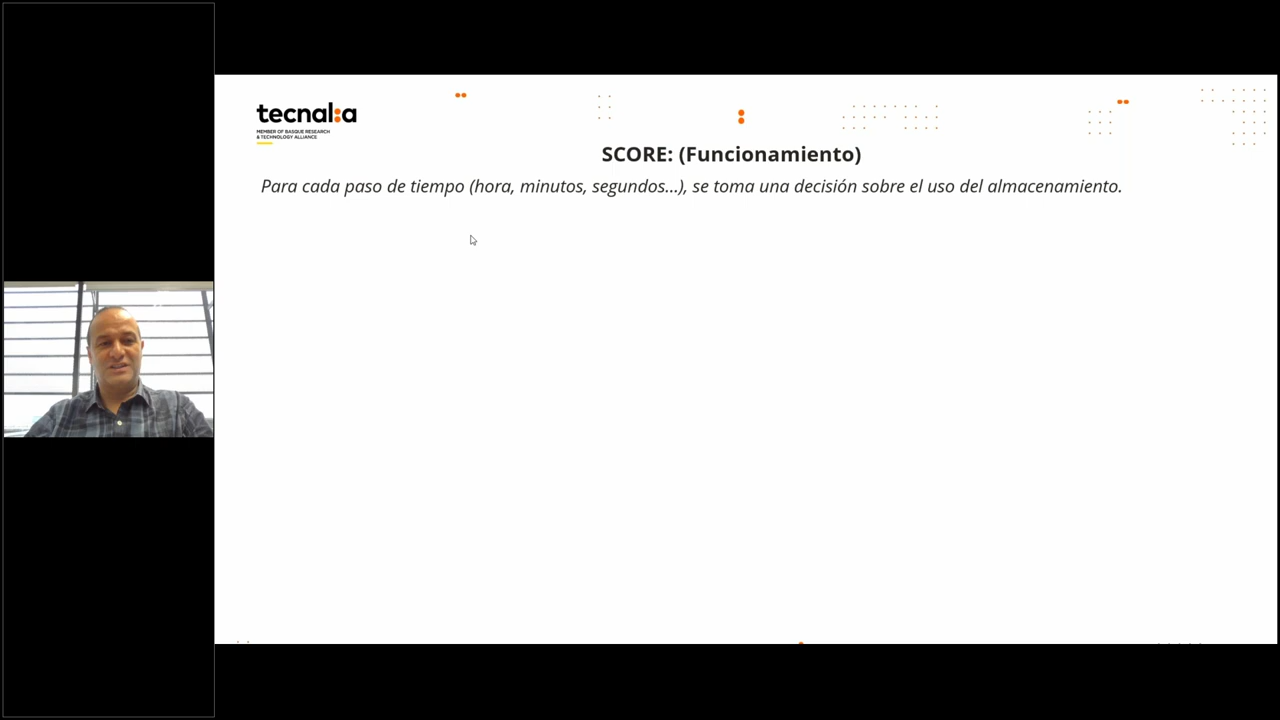 tecnal:a
MEMBER OF BASQUE RESEARCH
& TECHNOLOGY ALLIANCE
SCORE: (Funcionamiento)
Para cada paso de tiempo (hora, minutos, segundos...), se toma una decisión sobre el uso del almacenamiento.